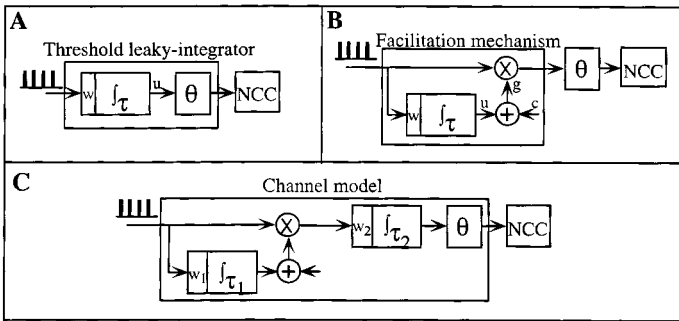 A
Threshold leaky-integrator
w ∫τ u θ NCC
B
Facilitation mechanism
X θ NCC
g
w ∫τ u + c
C
Channel model
X w2 ∫τ2 θ NCC
w1 ∫τ1 +